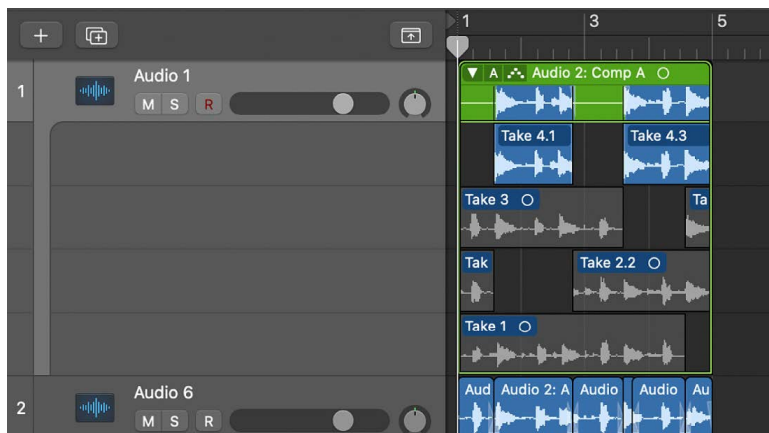 1 3 5
1 Audio 1
M S R
A Audio 2: Comp A
Take 4.1 Take 4.3
Take 3 Ta
Tak Take 2.2
Take 1
2 Audio 6
M S R
Aud Audio 2: A Audio Audio Au